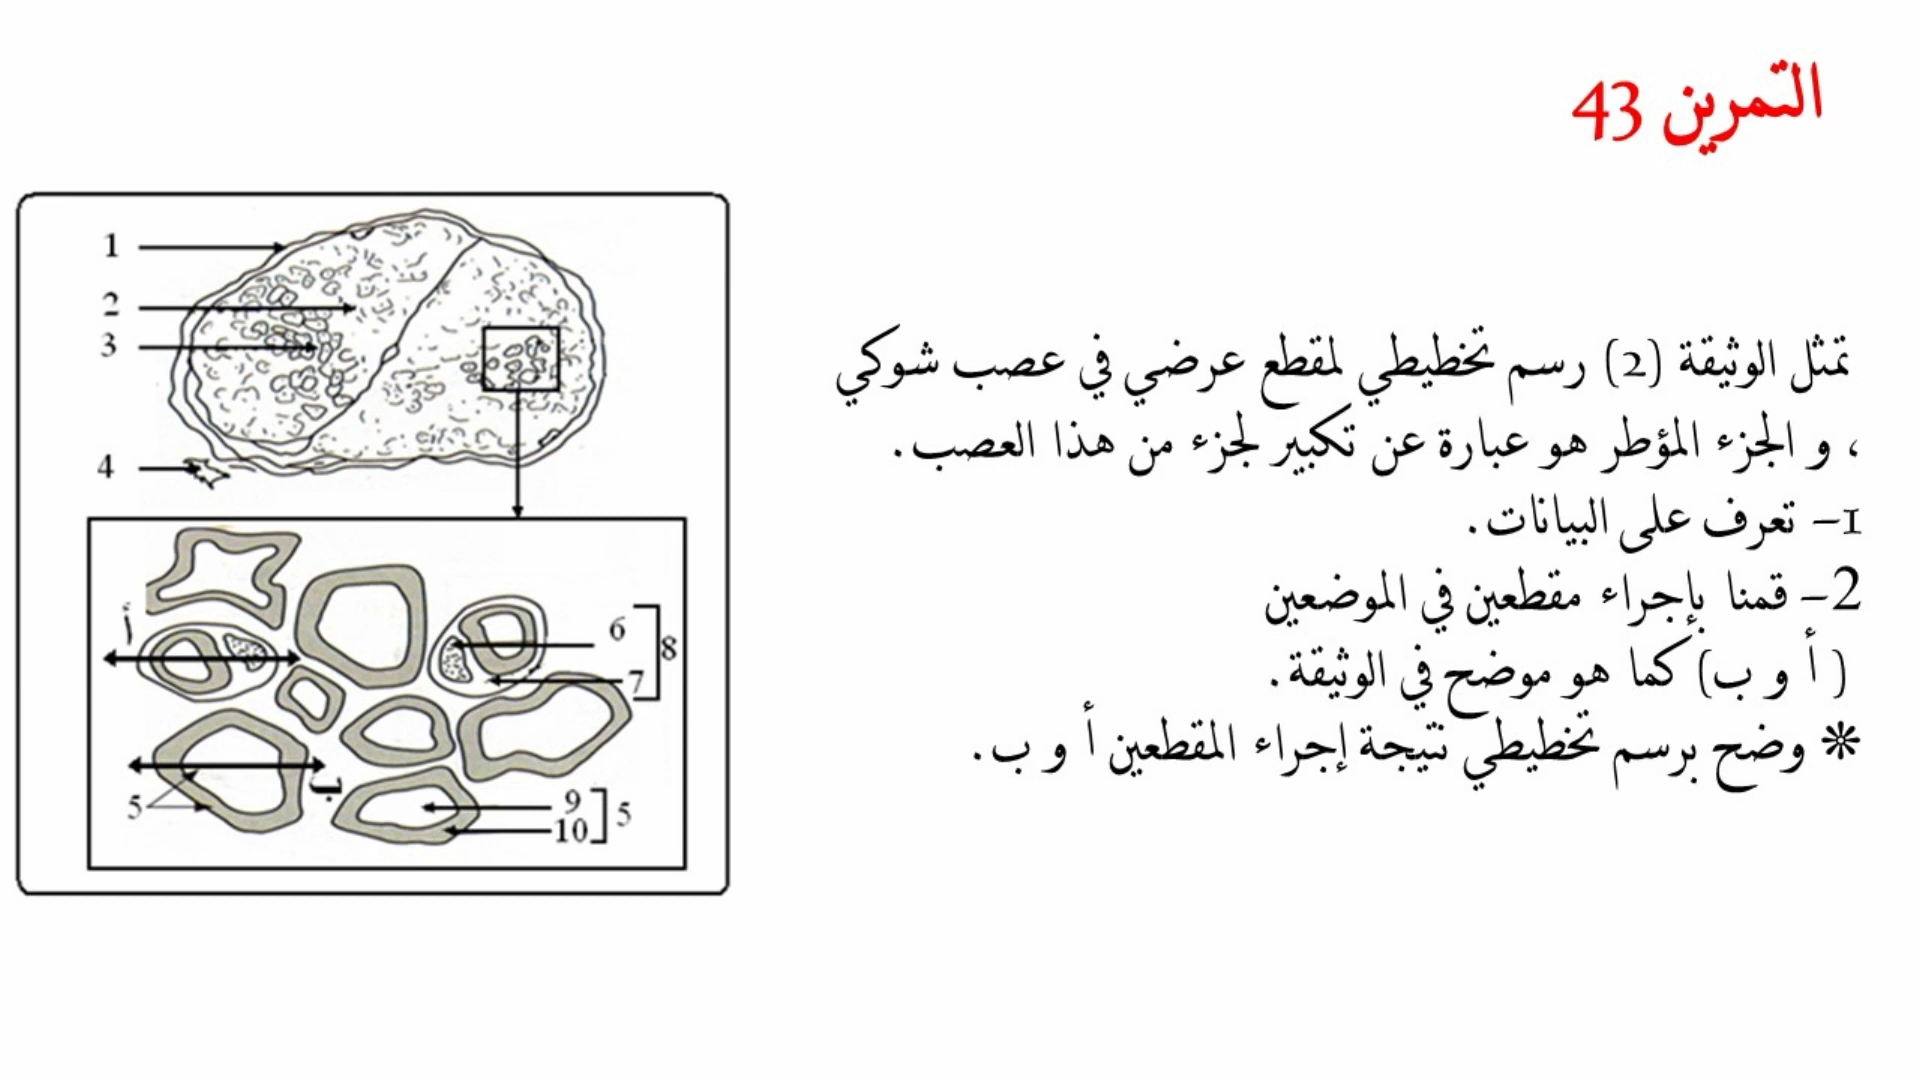 التمرين 43
تمثل الوثيقة (2) رسم تخطيطي لمقطع عرضي في عصب شوكي
، و الجزء المؤطر هو عبارة عن تكبير لجزء من هذا العصب.
1- تعرف على البيانات.
2- قمنا بإجراء مقطعين في الموضعين
( أ و ب) كما هو موضح في الوثيقة.
* وضح برسم تخطيطي نتيجة إجراء المقطعين أ و ب.
1
2
3
4
أ
6
8
7
ب
5
9
10
5